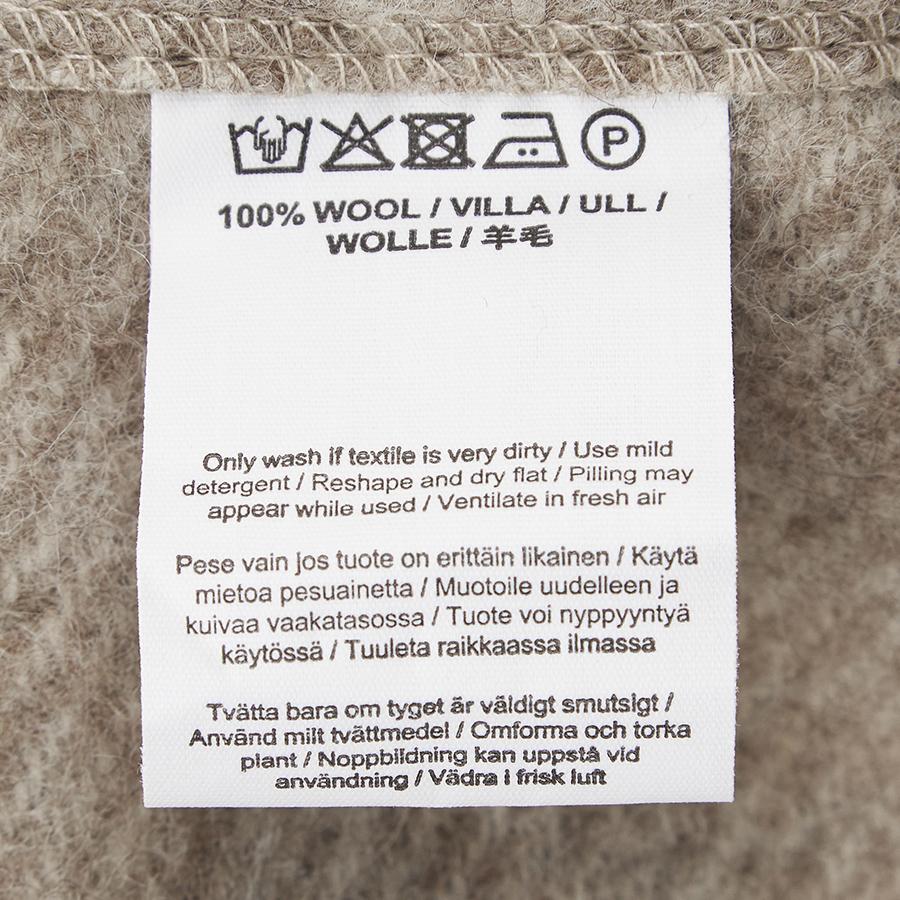 P
100% WOOL / VILLA / ULL /
WOLLE / 羊毛
Only wash if textile is very dirty / Use mild
detergent / Reshape and dry flat / Pilling may
appear while used / Ventilate in fresh air
Pese vain jos tuote on erittäin likainen / Käytä
mietoa pesuainetta / Muotoile uudelleen ja
kuivaa vaakatasossa / Tuote voi nyppyyntyä
käytössä / Tuuleta raikkaassa ilmassa
Tvätta bara om tyget är väldigt smutsigt /
Använd milt tvättmedel / Omforma och torka
plant / Noppbildning kan uppstå vid
användning / Vädra i frisk luft